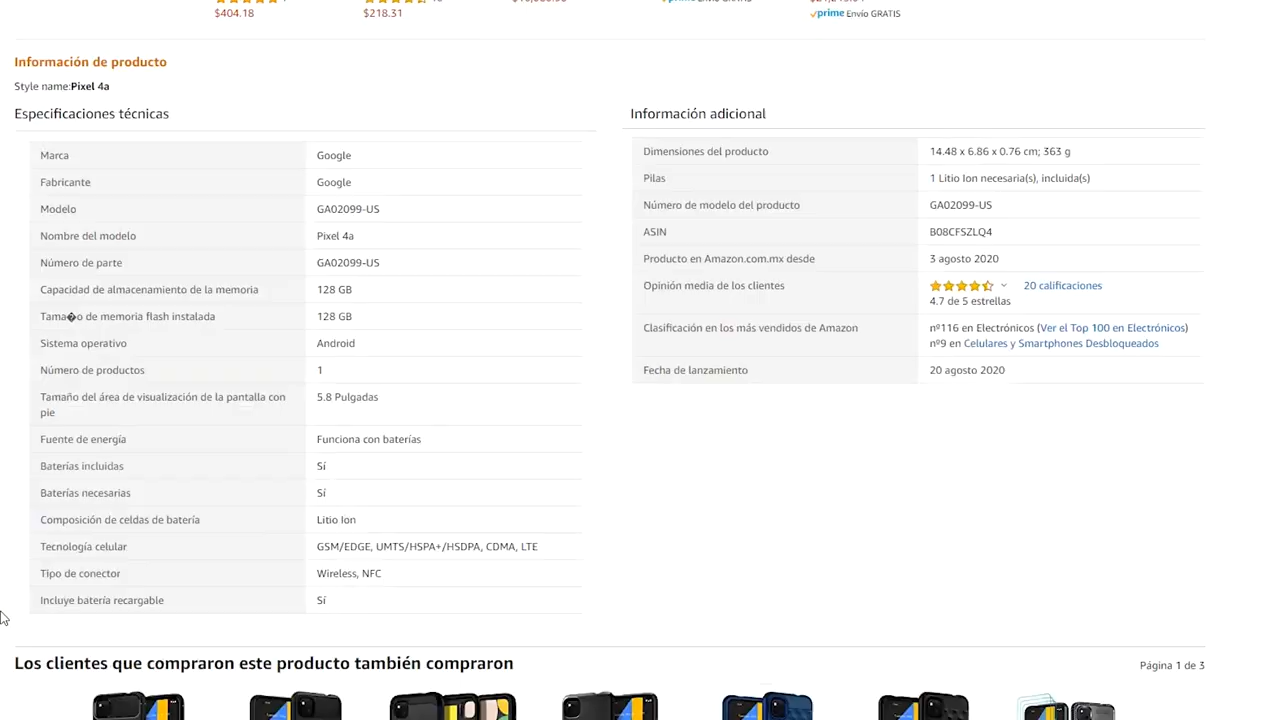 $404.18 $218.31
prime Envío GRATIS
Información de producto
Style name:Pixel 4a
Especificaciones técnicas
Marca Google
Fabricante Google
Modelo GA02099-US
Nombre del modelo Pixel 4a
Número de parte GA02099-US
Capacidad de almacenamiento de la memoria 128 GB
Tama�o de memoria flash instalada 128 GB
Sistema operativo Android
Número de productos 1
Tamaño del área de visualización de la pantalla con 5.8 Pulgadas
pie
Fuente de energía Funciona con baterías
Baterías incluidas Sí
Baterías necesarias Sí
Composición de celdas de batería Litio Ion
Tecnología celular GSM/EDGE, UMTS/HSPA+/HSDPA, CDMA, LTE
Tipo de conector Wireless, NFC
Incluye batería recargable Sí
Información adicional
Dimensiones del producto 14.48 x 6.86 x 0.76 cm; 363 g
Pilas 1 Litio Ion necesaria(s), incluida(s)
Número de modelo del producto GA02099-US
ASIN B08CFSZLQ4
Producto en Amazon.com.mx desde 3 agosto 2020
Opinión media de los clientes 20 calificaciones
4.7 de 5 estrellas
Clasificación en los más vendidos de Amazon nº116 en Electrónicos (Ver el Top 100 en Electrónicos)
nº9 en Celulares y Smartphones Desbloqueados
Fecha de lanzamiento 20 agosto 2020
Los clientes que compraron este producto también compraron Página 1 de 3